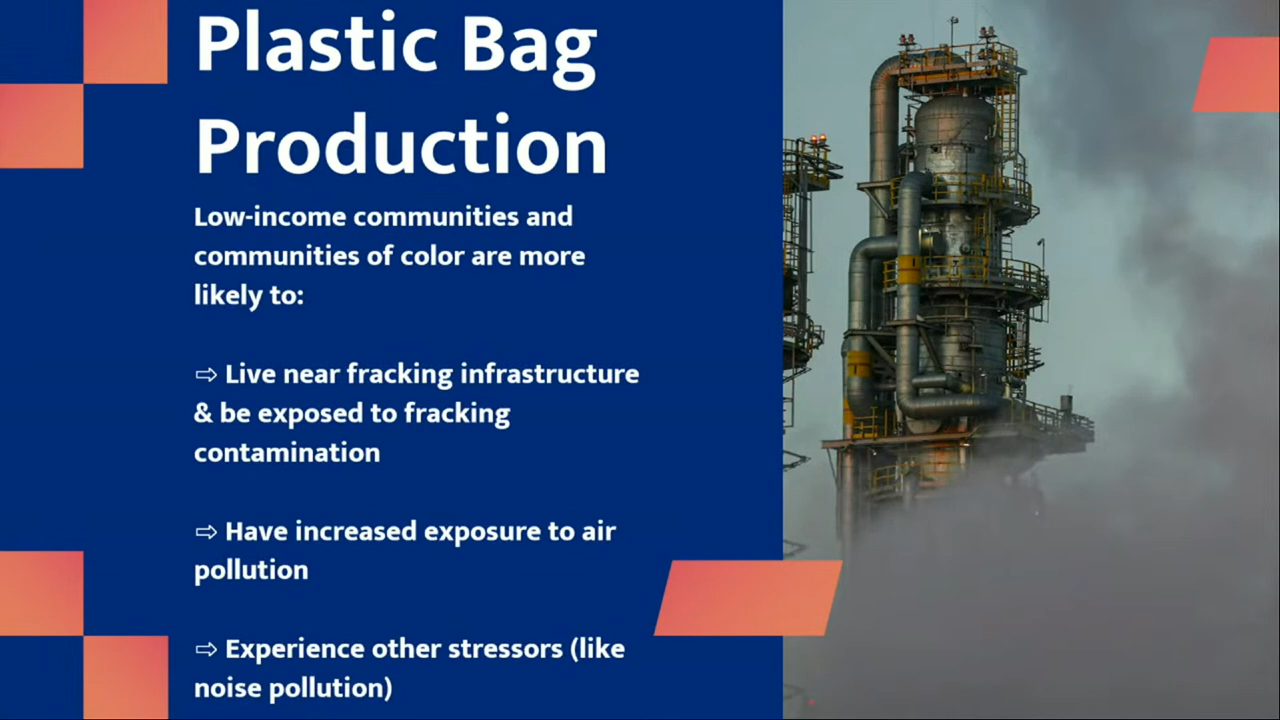 Plastic Bag
Production
Low-income communities and
communities of color are more
likely to:
⇨ Live near fracking infrastructure
& be exposed to fracking
contamination
⇨ Have increased exposure to air
pollution
⇨ Experience other stressors (like
noise pollution)